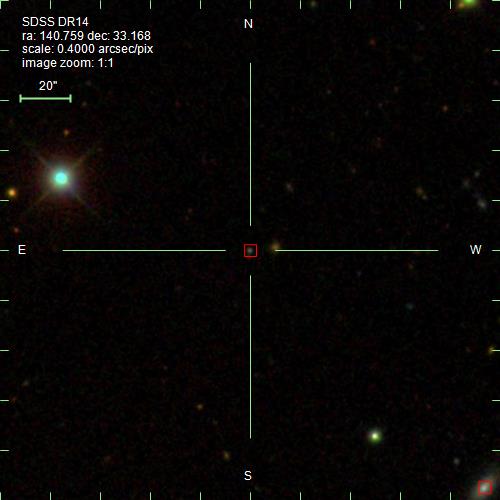 SDSS DR14
ra: 140.759 dec: 33.168
scale: 0.4000 arcsec/pix
image zoom: 1:1
20"
N
E
W
S